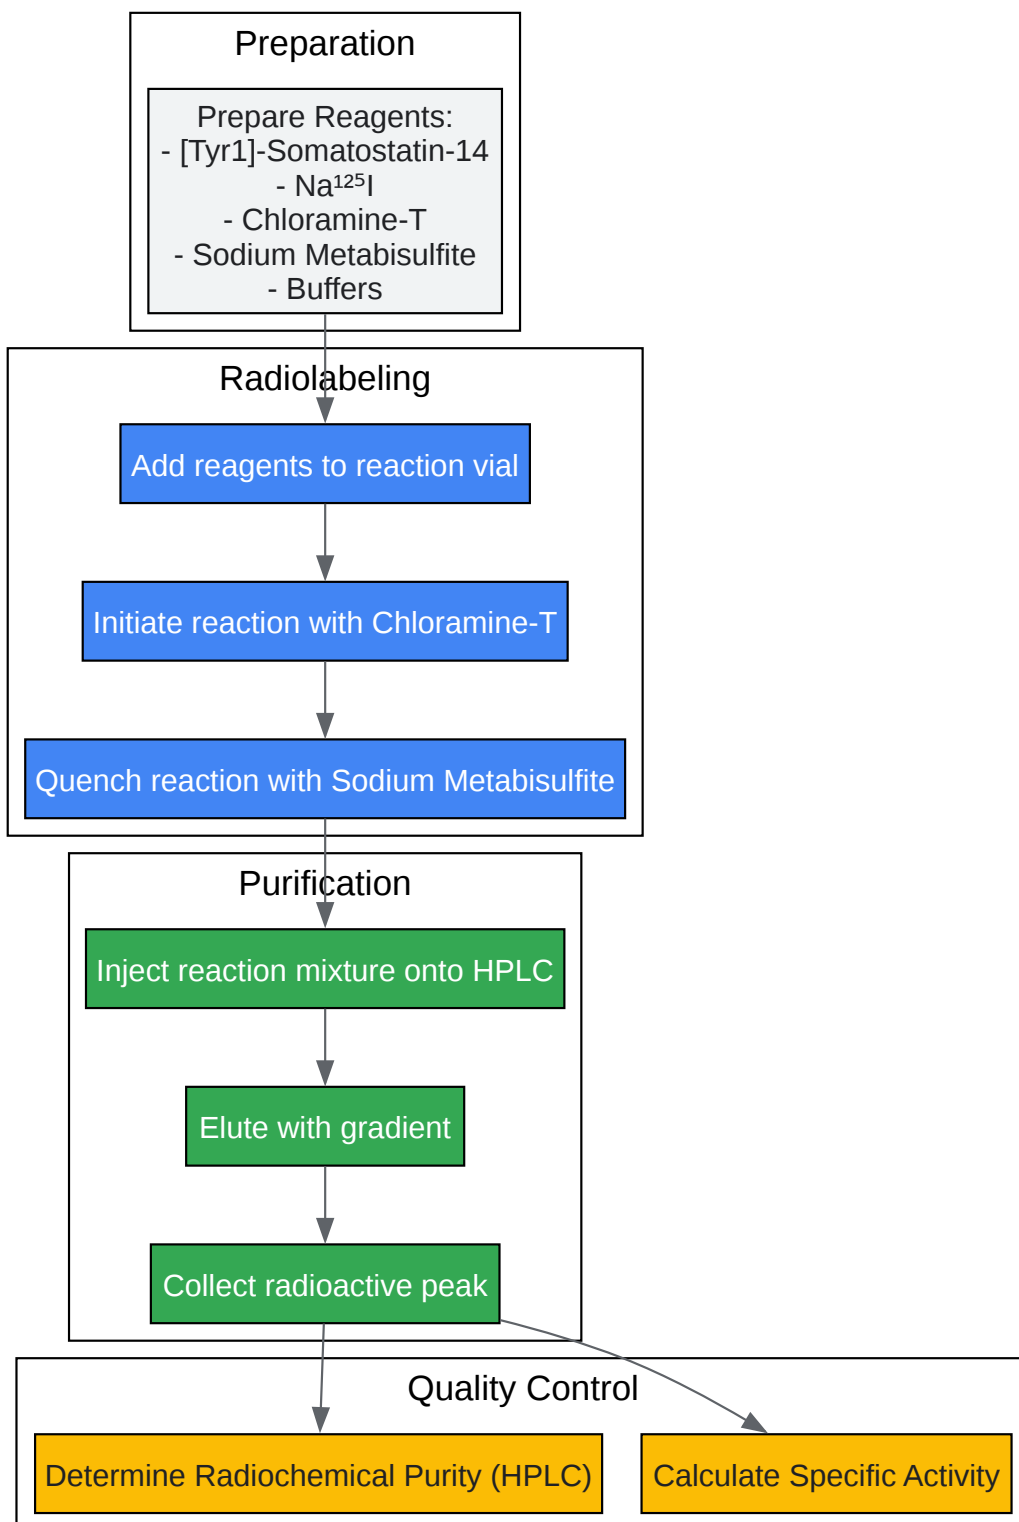 Preparation
Prepare Reagents:
- [Tyr1]-Somatostatin-14
- Na¹²⁵I
- Chloramine-T
- Sodium Metabisulfite
- Buffers
Radiolabeling
Add reagents to reaction vial
Initiate reaction with Chloramine-T
Quench reaction with Sodium Metabisulfite
Purification
Inject reaction mixture onto HPLC
Elute with gradient
Collect radioactive peak
Quality Control
Determine Radiochemical Purity (HPLC)
Calculate Specific Activity